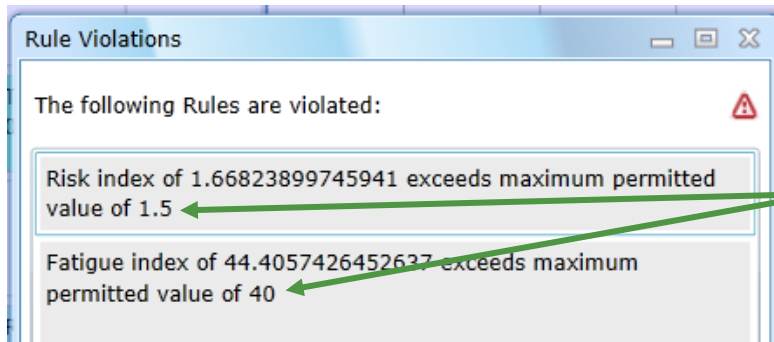 Rule Violations
The following Rules are violated:
Risk index of 1.66823899745941 exceeds maximum permitted
value of 1.5
Fatigue index of 44.4057426452637 exceeds maximum
permitted value of 40